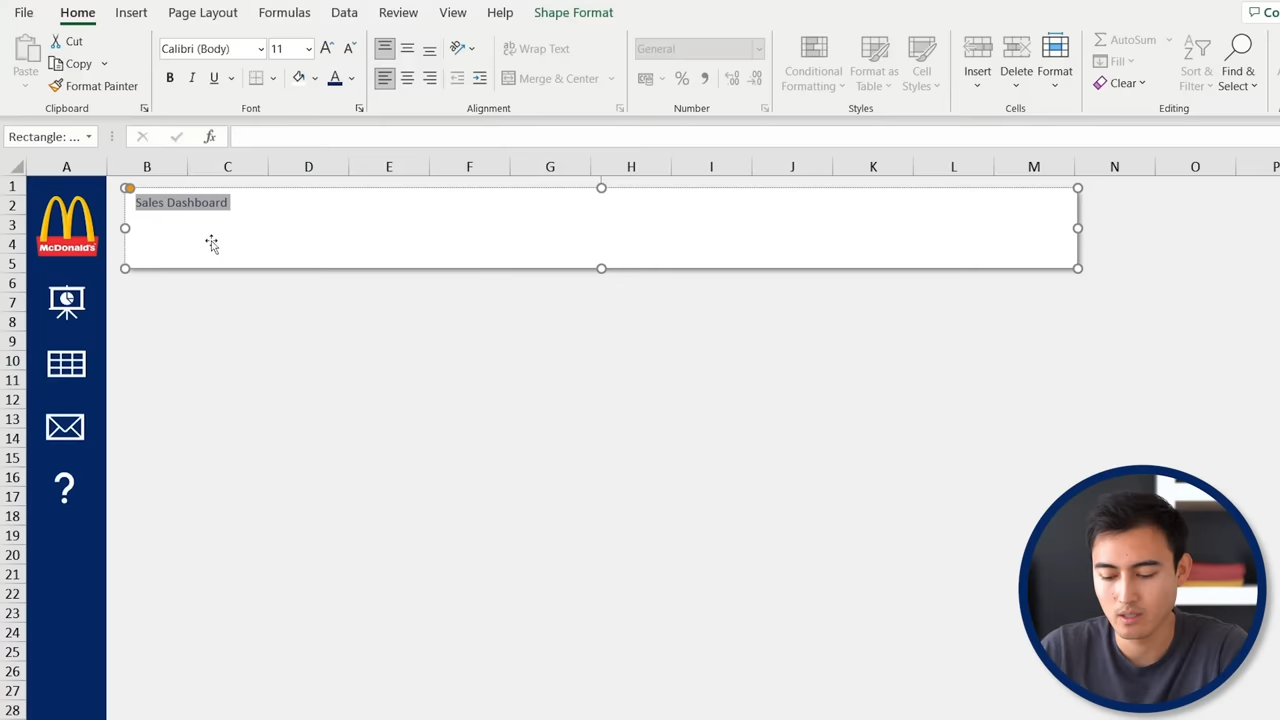 File Home Insert Page Layout Formulas Data Review View Help Shape Format Co
Paste
Cut
Copy
Format Painter
Clipboard
Calibri (Body) 11
B I U
Font
Wrap Text
Merge & Center
Alignment
General
Number
Conditional Formatting
Format as Table
Cell Styles
Styles
Insert Delete Format
Cells
AutoSum
Fill
Clear
Sort & Filter
Find & Select
Editing
Rectangle: ... fx
A B C D E F G H I J K L M N O P
1
2
3
4
5
6
7
8
9
10
11
12
13
14
15
16
17
18
19
20
21
22
23
24
25
26
27
28
McDonald's
Sales Dashboard
?